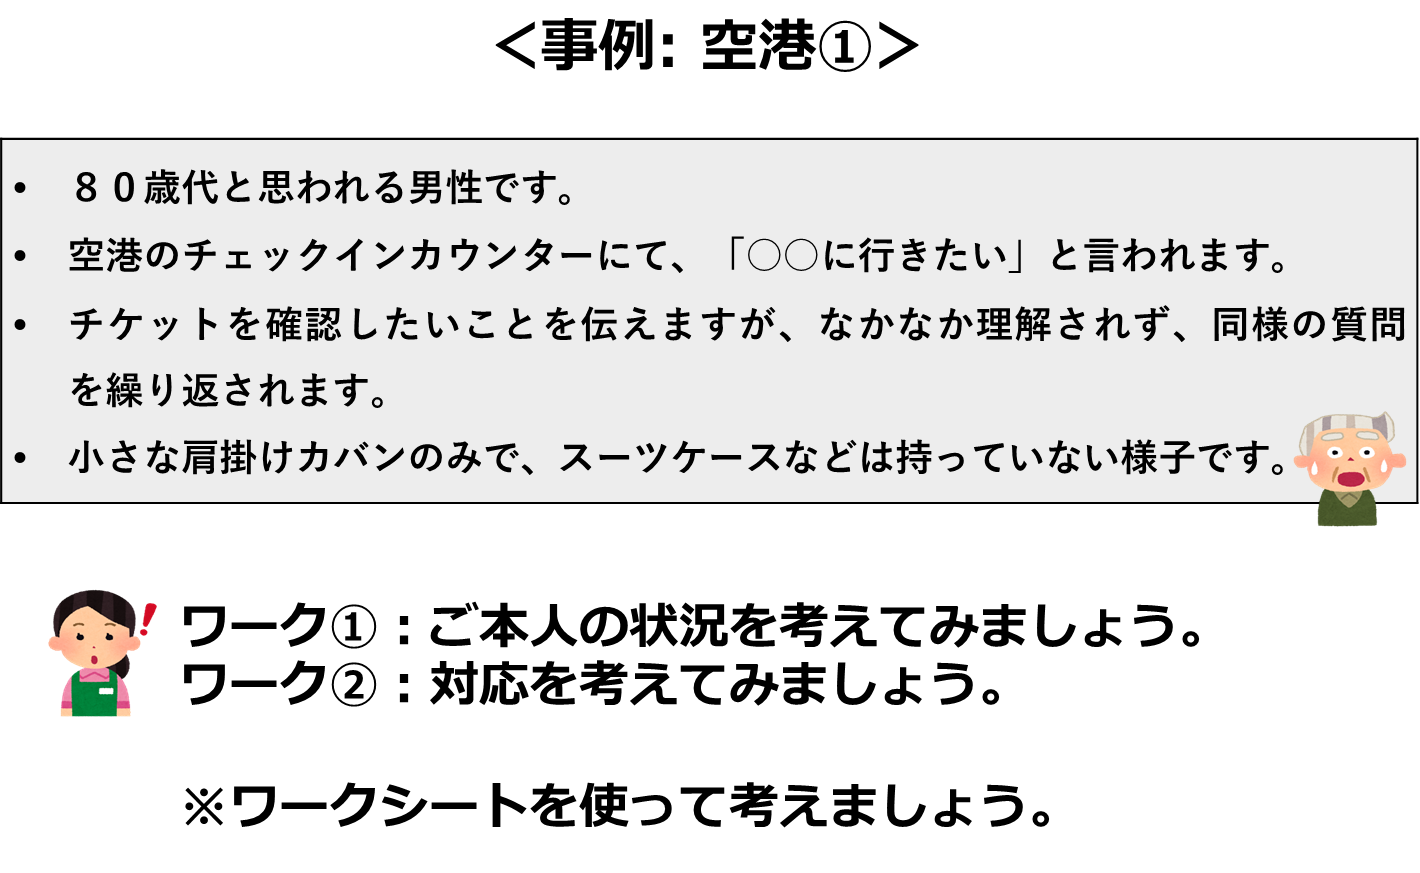 ＜事例: 空港①＞
• ８０歳代と思われる男性です。
• 空港のチェックインカウンターにて、「○○に行きたい」と言われます。
• チケットを確認したいことを伝えますが、なかなか理解されず、同様の質問
を繰り返されます。
• 小さな肩掛けカバンのみで、スーツケースなどは持っていない様子です。
ワーク①：ご本人の状況を考えてみましょう。
ワーク②：対応を考えてみましょう。
※ワークシートを使って考えましょう。